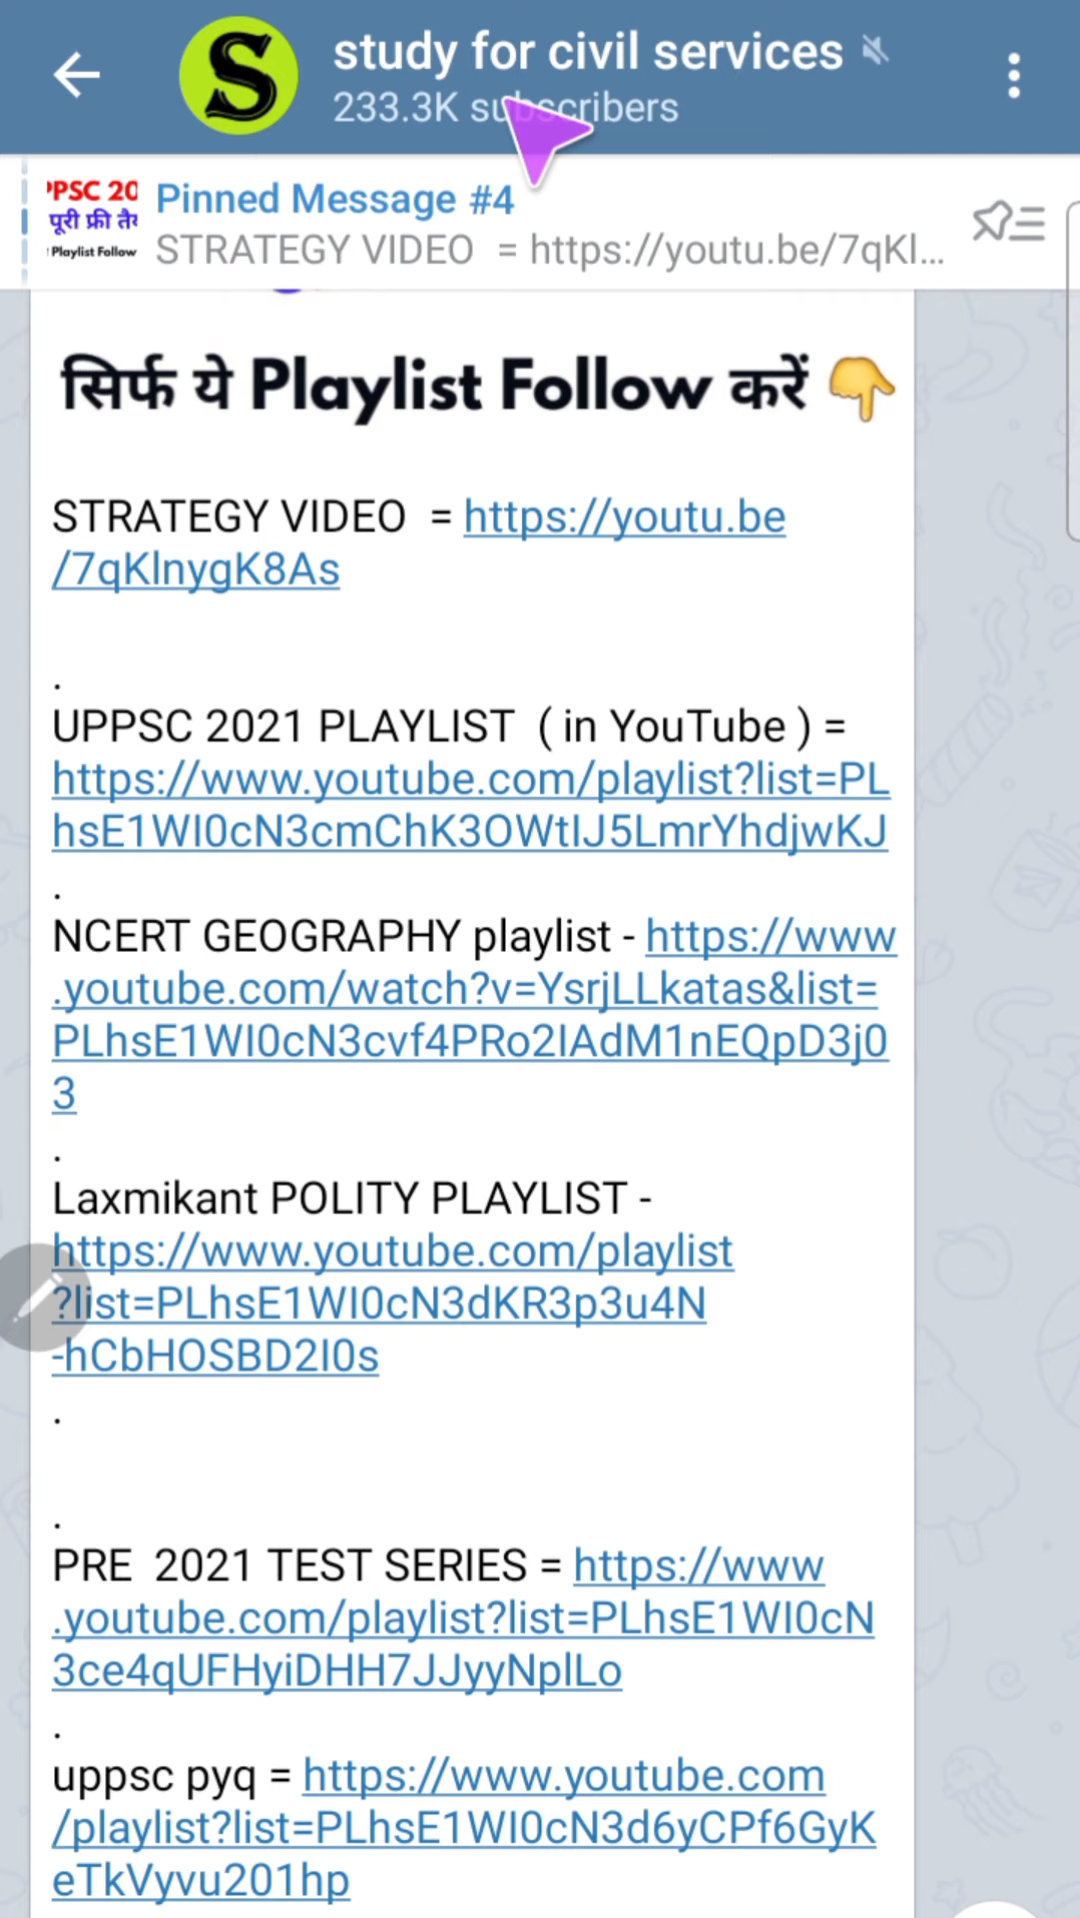 S
study for civil services
233.3K subscribers
PPSC 20
पूरी फ्री तै
Playlist Follow
Pinned Message #4
STRATEGY VIDEO = https://youtu.be/7qKl...
सिर्फ ये Playlist Follow करें 👇
STRATEGY VIDEO = https://youtu.be
/7qKlnygK8As
.
UPPSC 2021 PLAYLIST ( in YouTube ) =
https://www.youtube.com/playlist?list=PL
hsE1WI0cN3cmChK3OWtIJ5LmrYhdjwKJ
.
NCERT GEOGRAPHY playlist - https://www
.youtube.com/watch?v=YsrjLLkatas&list=
PLhsE1WI0cN3cvf4PRo2IAdM1nEQpD3j0
3
.
Laxmikant POLITY PLAYLIST -
https://www.youtube.com/playlist
?list=PLhsE1WI0cN3dKR3p3u4N
-hCbHOSBD2I0s
.
.
PRE 2021 TEST SERIES = https://www
.youtube.com/playlist?list=PLhsE1WI0cN
3ce4qUFHyiDHH7JJyyNplLo
.
uppsc pyq = https://www.youtube.com
/playlist?list=PLhsE1WI0cN3d6yCPf6GyK
eTkVyvu201hp